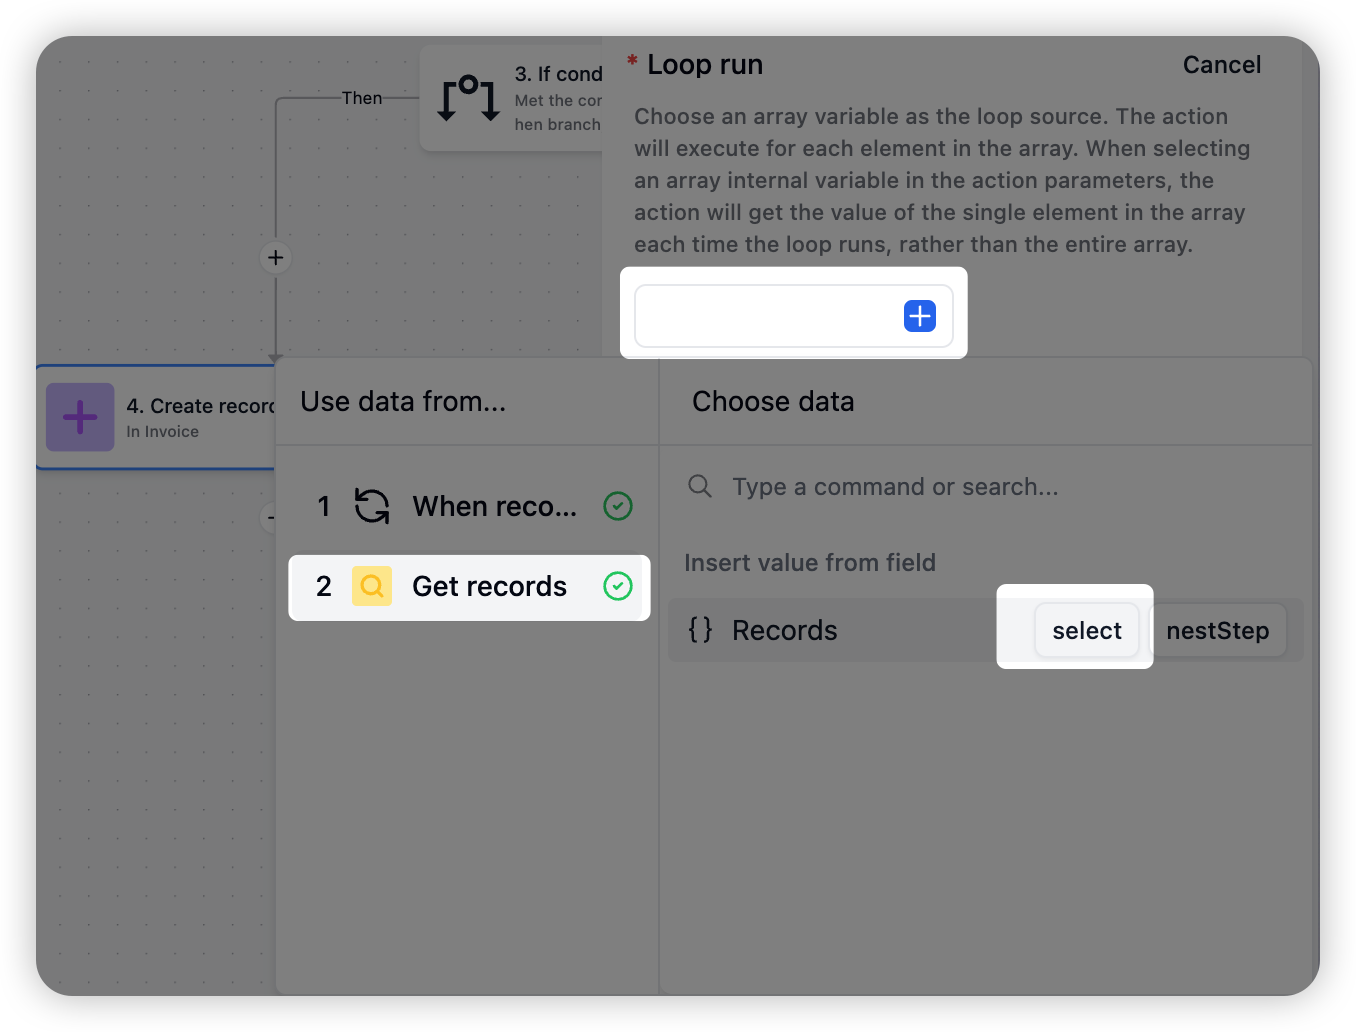 Then
3. If cond
Met the cor
hen branch
* Loop run
Cancel
Choose an array variable as the loop source. The action
will execute for each element in the array. When selecting
an array internal variable in the action parameters, the
action will get the value of the single element in the array
each time the loop runs, rather than the entire array.
4. Create record
In Invoice
Use data from...
Choose data
1 When reco...
2 Get records
Type a command or search...
Insert value from field
{} Records
select
nestStep